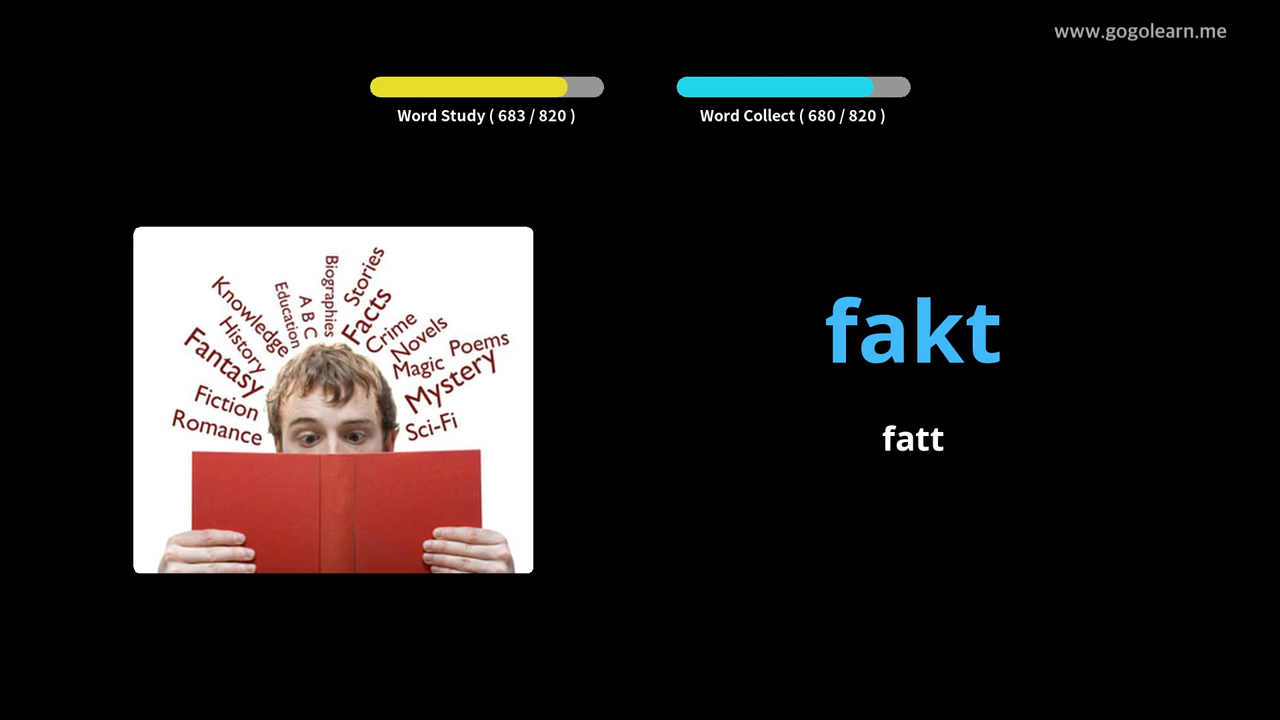 www.gogolearn.me
Word Study ( 683 / 820 )
Word Collect ( 680 / 820 )
Romance
Fiction
Fantasy
History
Knowledge
Education
A B C
Biographies
Stories
Facts
Crime
Novels
Magic
Poems
Mystery
Sci-Fi
fakt
fatt